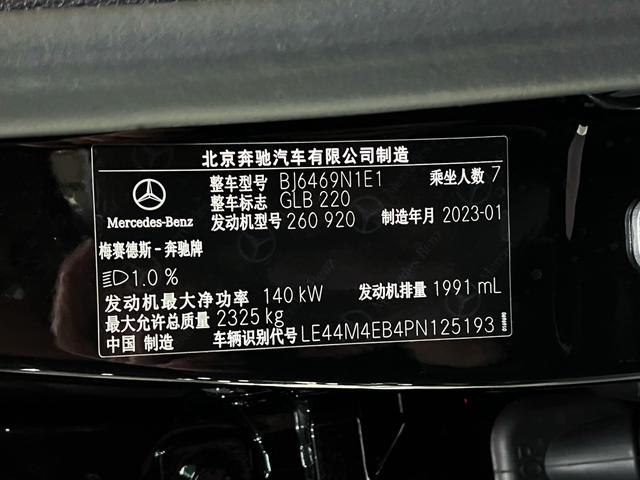 北京奔驰汽车有限公司制造
整车型号 BJ6469N1E1 乘坐人数 7
整车标志 GLB 220
发动机型号 260 920 制造年月 2023-01
Mercedes-Benz
梅赛德斯-奔驰牌
1.0 %
发动机最大净功率 140 kW 发动机排量 1991 mL
最大允许总质量 2325 kg
中国 制造 车辆识别代号 LE44M4EB4PN125193